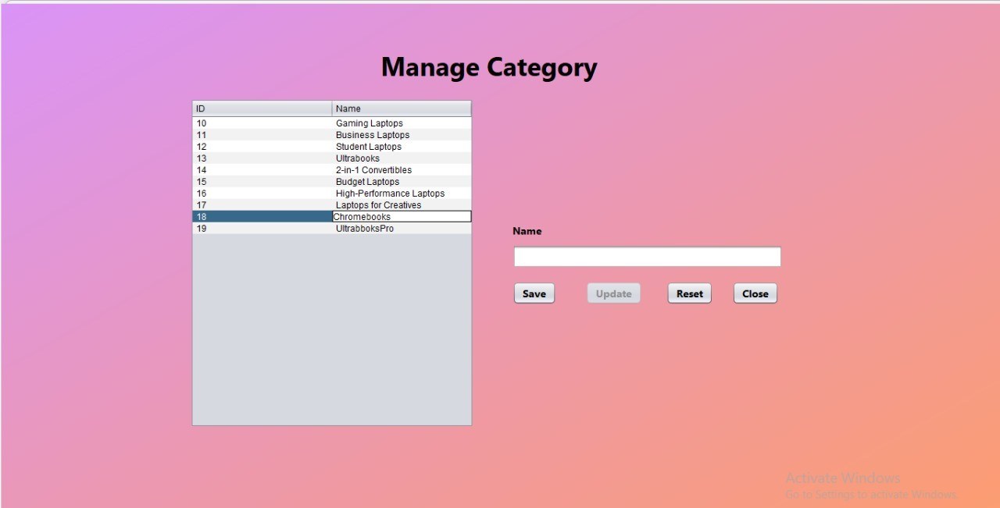 Manage Category
ID Name
10 Gaming Laptops
11 Business Laptops
12 Student Laptops
13 Ultrabooks
14 2-in-1 Convertibles
15 Budget Laptops
16 High-Performance Laptops
17 Laptops for Creatives
18 Chromebooks
19 UltrabboksPro
Name
Save Update Reset Close
Activate Windows
Go to Settings to activate Windows.